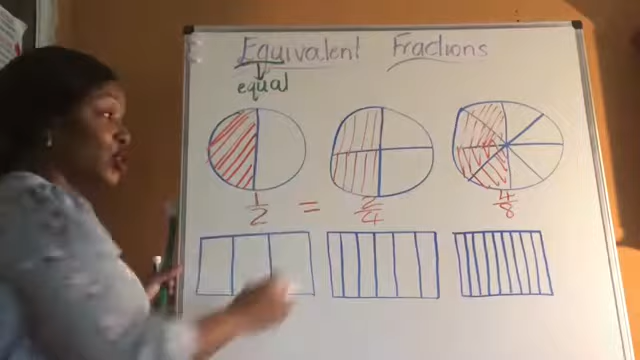 Equivalent Fractions
equal
1/2 = 2/4 4/8